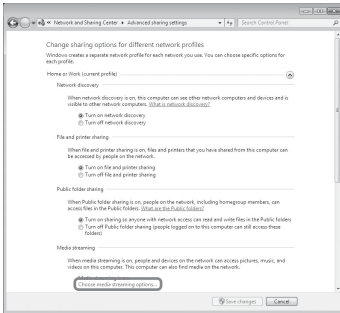 « Network and Sharing Center ▸ Advanced sharing settings
Search Control Panel
Change sharing options for different network profiles
Windows creates a separate network profile for each network you use. You can choose specific options for
each profile.
Home or Work (current profile)
Network discovery
When network discovery is on, this computer can see other network computers and devices and is
visible to other network computers. What is network discovery?
Turn on network discovery
Turn off network discovery
File and printer sharing
When file and printer sharing is on, files and printers that you have shared from this computer can
be accessed by people on the network.
Turn on file and printer sharing
Turn off file and printer sharing
Public folder sharing
When Public folder sharing is on, people on the network, including homegroup members, can
access files in the Public folders. What are the Public folders?
Turn on sharing so anyone with network access can read and write files in the Public folders
Turn off Public folder sharing (people logged on to this computer can still access these
folders)
Media streaming
When media streaming is on, people and devices on the network can access pictures, music, and
videos on this computer. This computer can also find media on the network.
Choose media streaming options...
Save changes
Cancel